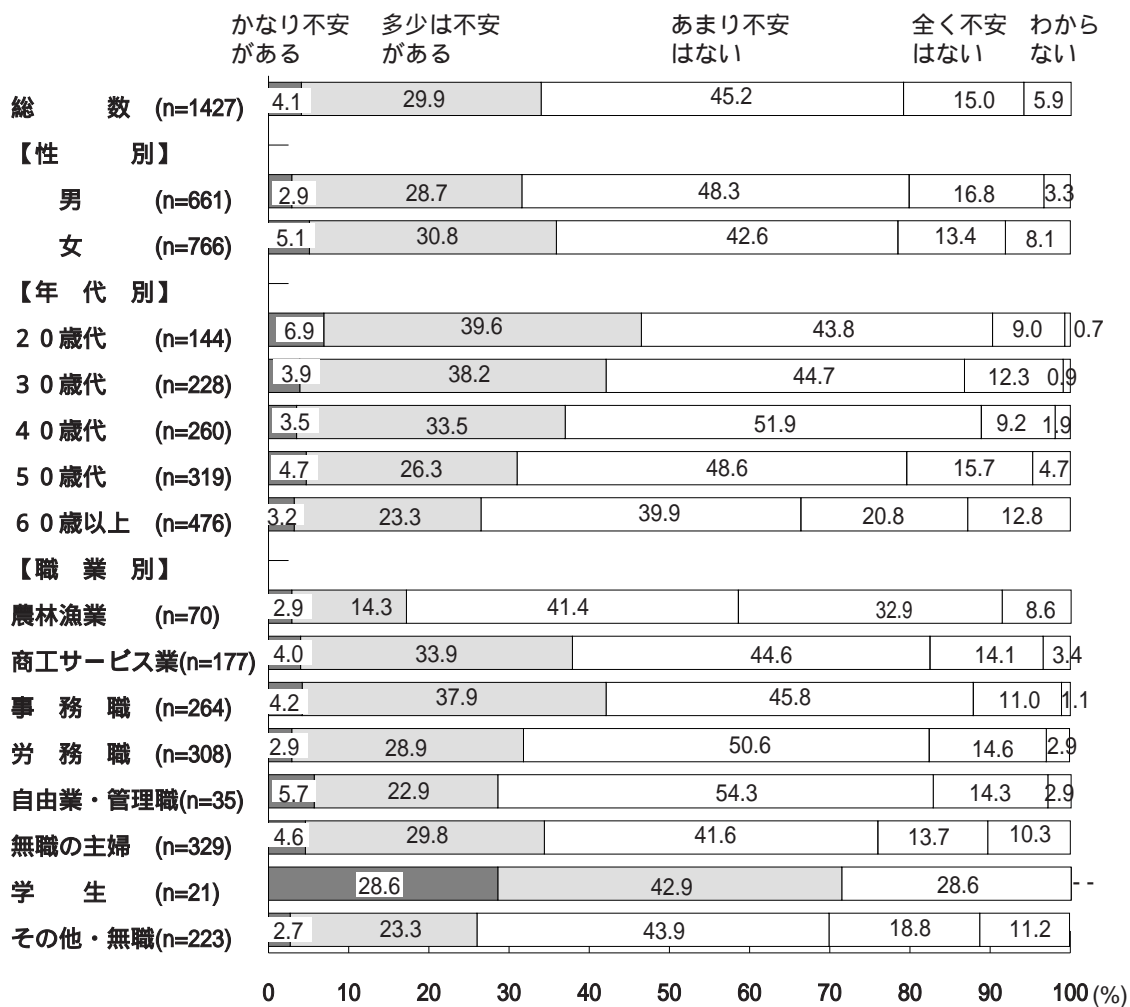 かなり不安 多少は不安 あまり不安 全く不安 わから
がある がある はない はない ない
総 数 (n=1427) 4.1 29.9 45.2 15.0 5.9
【性 別】
男 (n=661) 2.9 28.7 48.3 16.8 3.3
女 (n=766) 5.1 30.8 42.6 13.4 8.1
【年 代 別】
２０歳代 (n=144) 6.9 39.6 43.8 9.0 0.7
３０歳代 (n=228) 3.9 38.2 44.7 12.3 0.9
４０歳代 (n=260) 3.5 33.5 51.9 9.2 1.9
５０歳代 (n=319) 4.7 26.3 48.6 15.7 4.7
６０歳以上 (n=476) 3.2 23.3 39.9 20.8 12.8
【職 業 別】
農林漁業 (n=70) 2.9 14.3 41.4 32.9 8.6
商工サービス業(n=177) 4.0 33.9 44.6 14.1 3.4
事 務 職 (n=264) 4.2 37.9 45.8 11.0 1.1
労 務 職 (n=308) 2.9 28.9 50.6 14.6 2.9
自由業・管理職(n=35) 5.7 22.9 54.3 14.3 2.9
無職の主婦 (n=329) 4.6 29.8 41.6 13.7 10.3
学 生 (n=21) 28.6 42.9 28.6 - -
その他・無職(n=223) 2.7 23.3 43.9 18.8 11.2
0 10 20 30 40 50 60 70 80 90 100 (%)